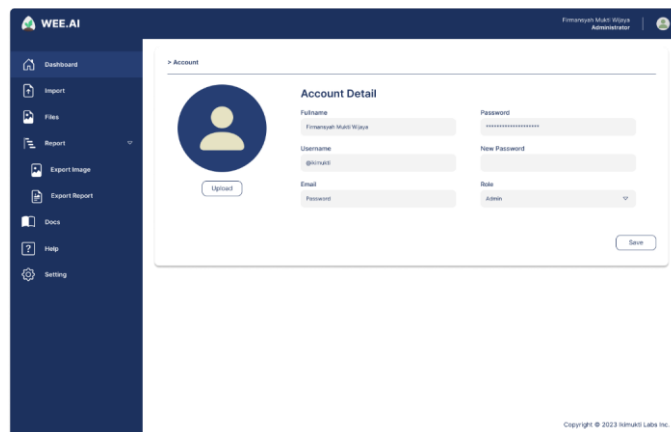 WEE.AI
Firmansyah Mukti Wijaya
Administrator
Dashboard
Import
Files
Report
Export Image
Export Report
Docs
Help
Setting
> Account
Upload
Account Detail
Fullname
Firmansyah Mukti Wijaya
Username
@ikimukti
Email
Password
Password
********************
New Password
Role
Admin
Save
Copyright © 2023 Ikimukti Labs Inc.